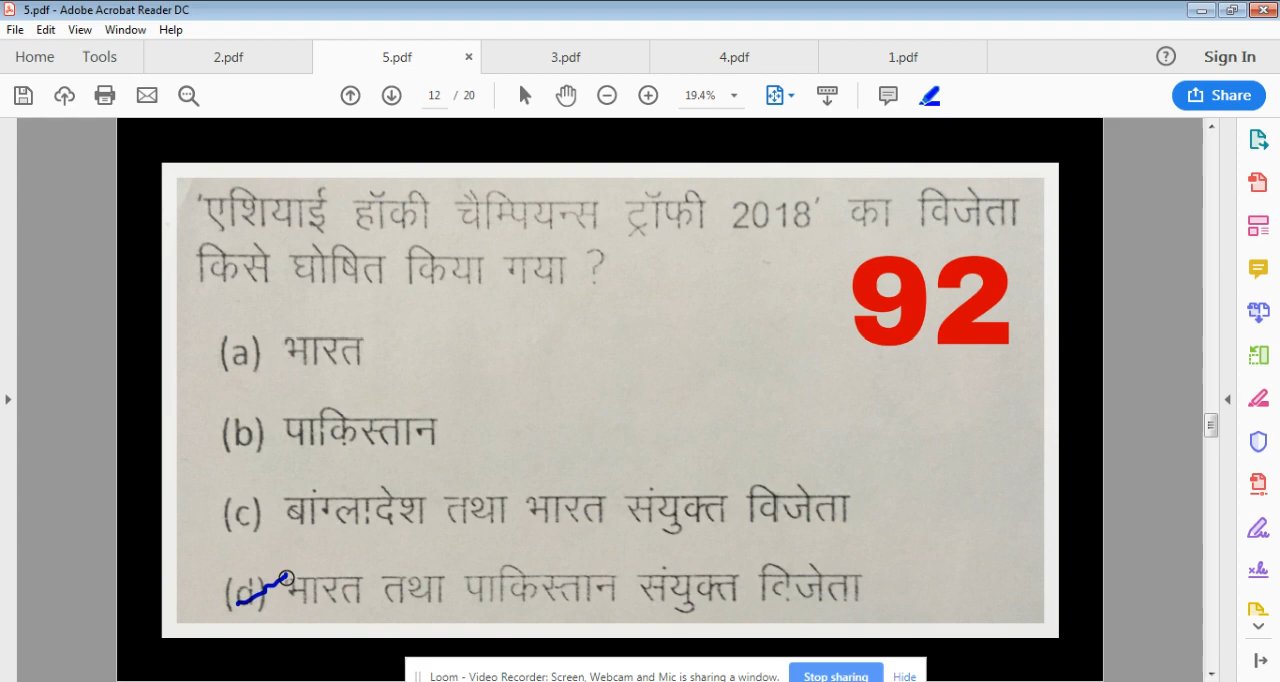 5.pdf - Adobe Acrobat Reader DC
File Edit View Window Help
Home Tools 2.pdf 5.pdf × 3.pdf 4.pdf 1.pdf ? Sign In
12 / 20 19.4% Share
'एशियाई हॉकी चैम्पियन्स ट्रॉफी 2018' का विजेता
किसे घोषित किया गया ?
92
(a) भारत
(b) पाकिस्तान
(c) बांग्लादेश तथा भारत संयुक्त विजेता
(d) भारत तथा पाकिस्तान संयुक्त विजेता
Loom - Video Recorder: Screen, Webcam and Mic is sharing a window. Stop sharing Hide